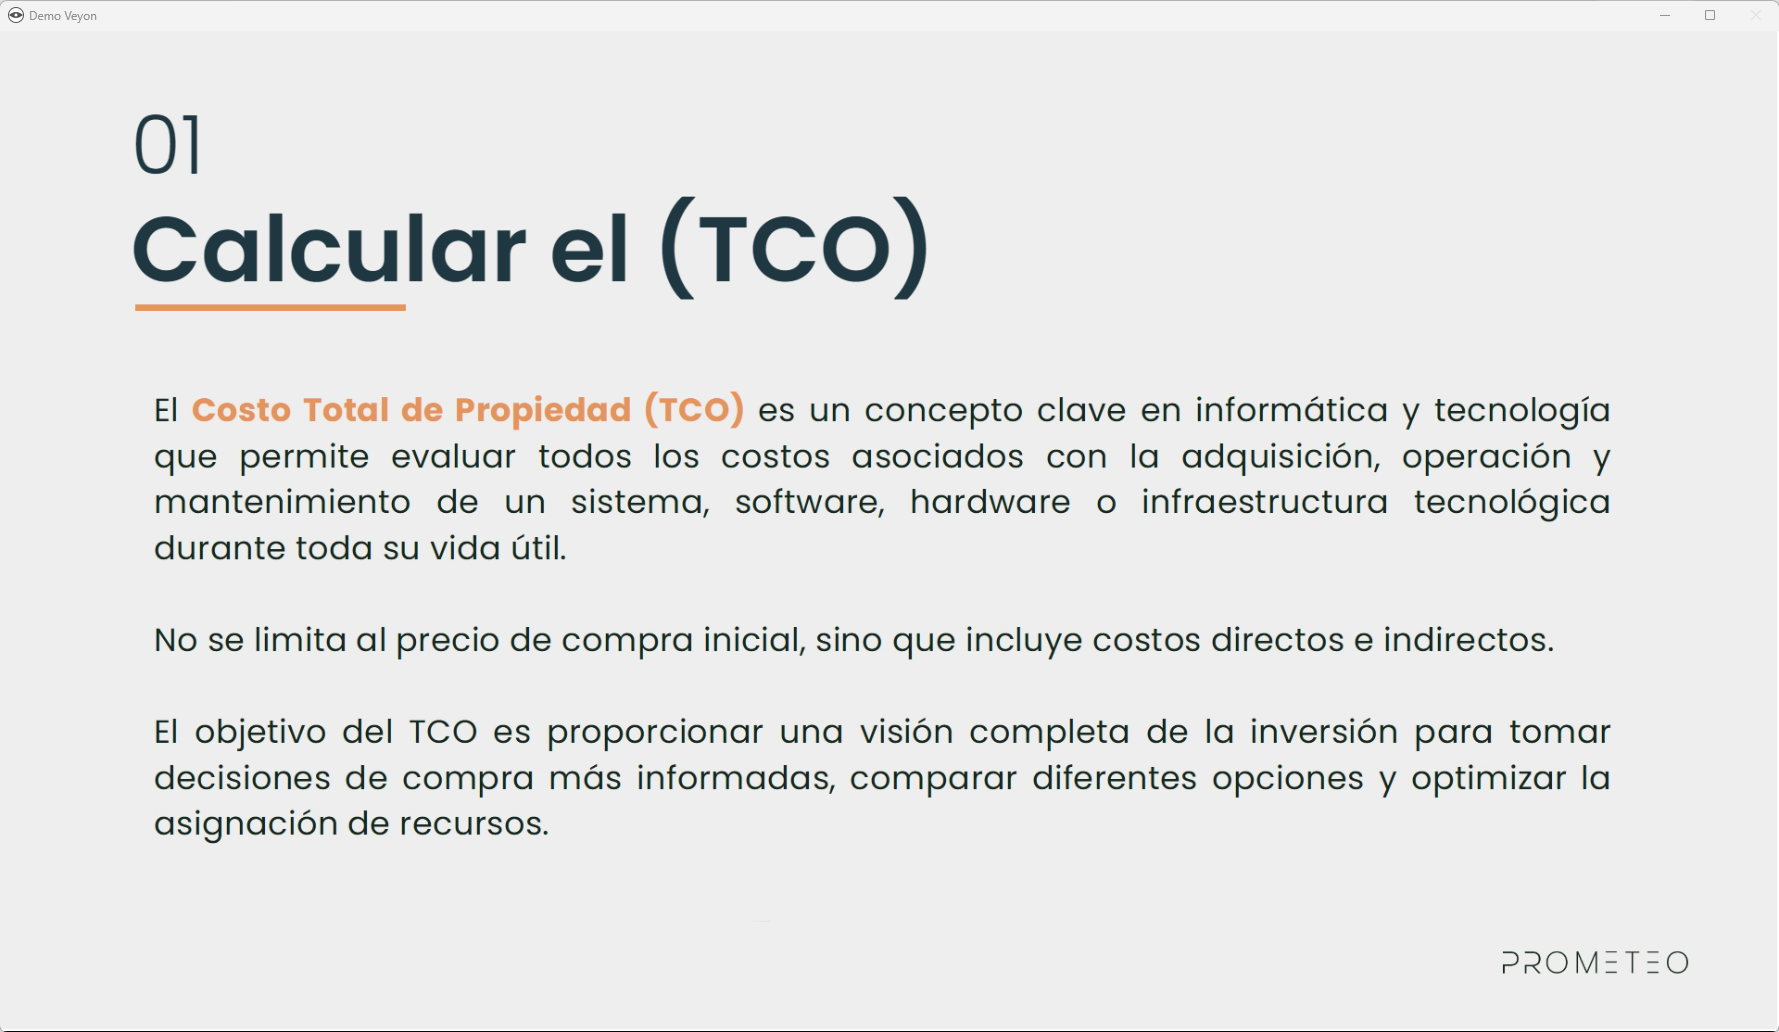 Demo Veyon
01
Calcular el (TCO)
El Costo Total de Propiedad (TCO) es un concepto clave en informática y tecnología
que permite evaluar todos los costos asociados con la adquisición, operación y
mantenimiento de un sistema, software, hardware o infraestructura tecnológica
durante toda su vida útil.
No se limita al precio de compra inicial, sino que incluye costos directos e indirectos.
El objetivo del TCO es proporcionar una visión completa de la inversión para tomar
decisiones de compra más informadas, comparar diferentes opciones y optimizar la
asignación de recursos.
PROMETEO